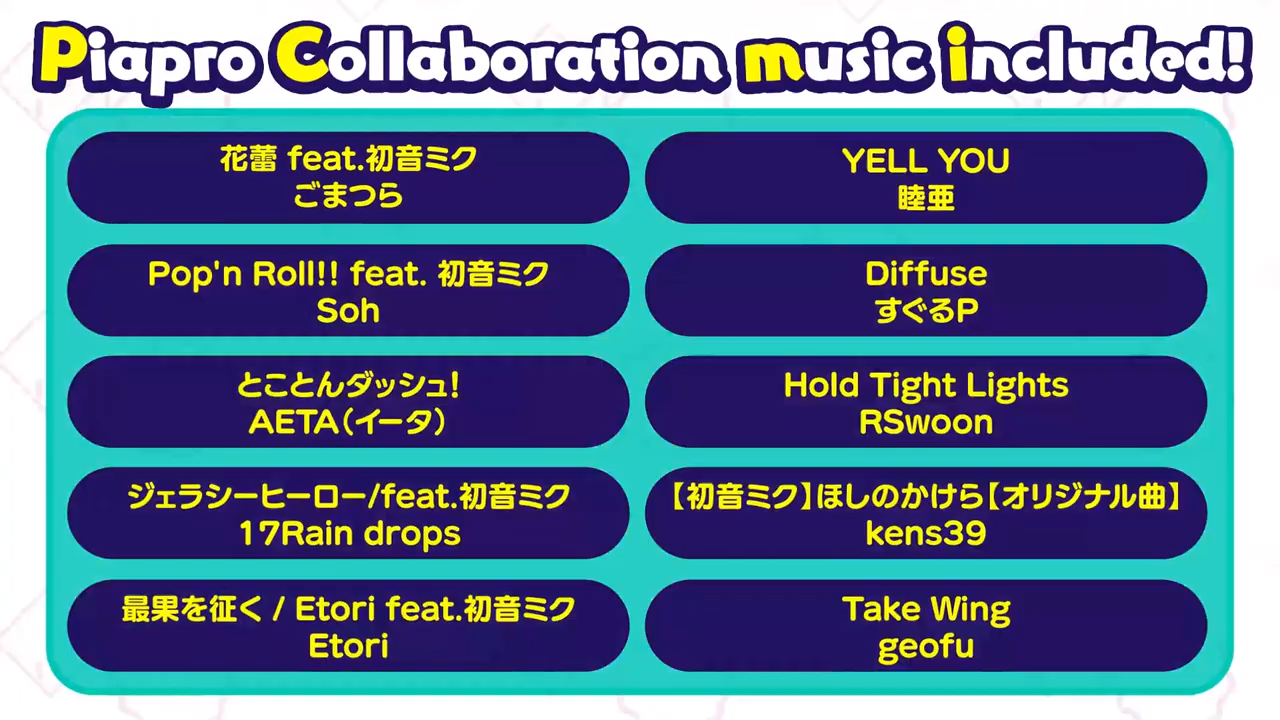 Piapro Collaboration music included!
花蕾 feat.初音ミク
ごまつら
YELL YOU
睦亜
Pop'n Roll!! feat. 初音ミク
Soh
Diffuse
すぐるP
とことんダッシュ！
AETA（イータ）
Hold Tight Lights
RSwoon
ジェラシーヒーロー/feat.初音ミク
17Rain drops
【初音ミク】ほしのかけら【オリジナル曲】
kens39
最果を征く / Etori feat.初音ミク
Etori
Take Wing
geofu